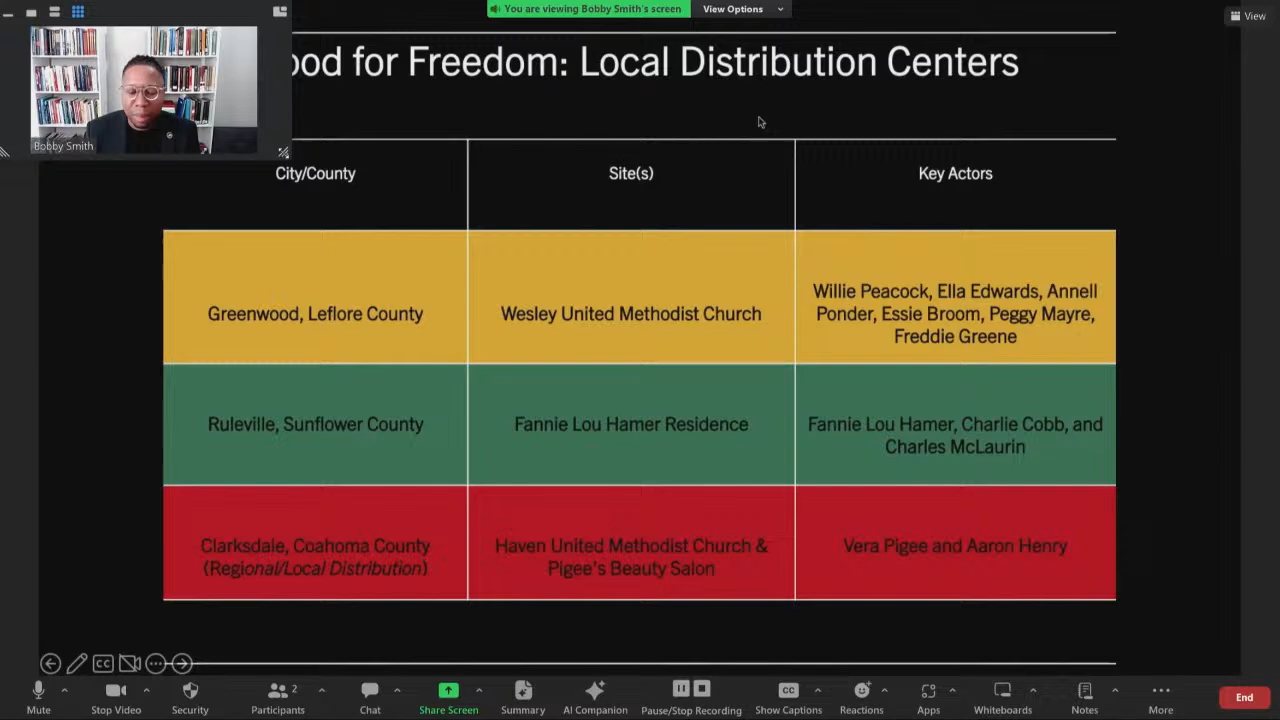 You are viewing Bobby Smith's screen
View Options
View
Bobby Smith
ood for Freedom: Local Distribution Centers
City/County
Site(s)
Key Actors
Greenwood, Leflore County
Wesley United Methodist Church
Willie Peacock, Ella Edwards, Annell
Ponder, Essie Broom, Peggy Mayre,
Freddie Greene
Ruleville, Sunflower County
Fannie Lou Hamer Residence
Fannie Lou Hamer, Charlie Cobb, and
Charles McLaurin
Clarksdale, Coahoma County
(Regional/Local Distribution)
Haven United Methodist Church &
Pigee's Beauty Salon
Vera Pigee and Aaron Henry
CC
Mute
Stop Video
Security
Participants
2
Chat
Share Screen
Summary
AI Companion
Pause/Stop Recording
CC
Show Captions
Reactions
Apps
Whiteboards
Notes
More
End